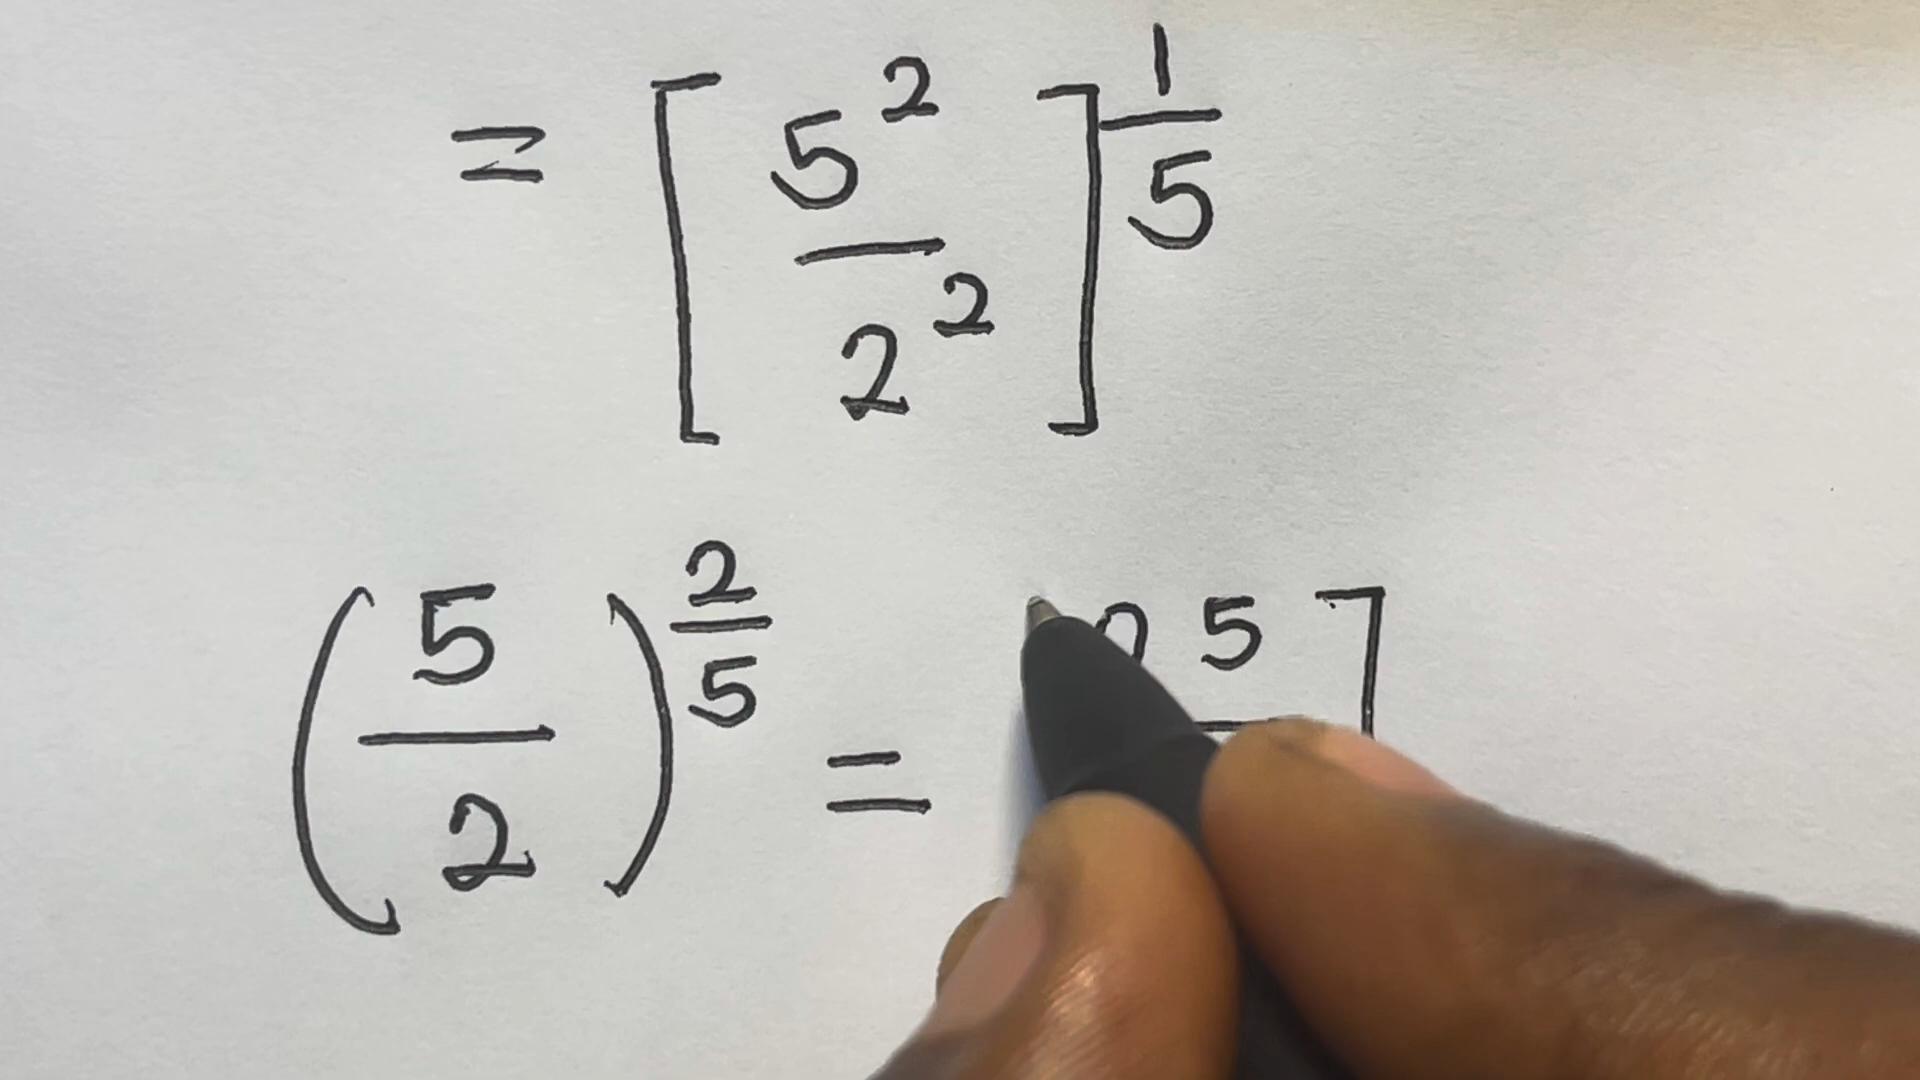 = [ 5² / 2² ]^(1/5)
( 5 / 2 )^(2/5) = 5 ]